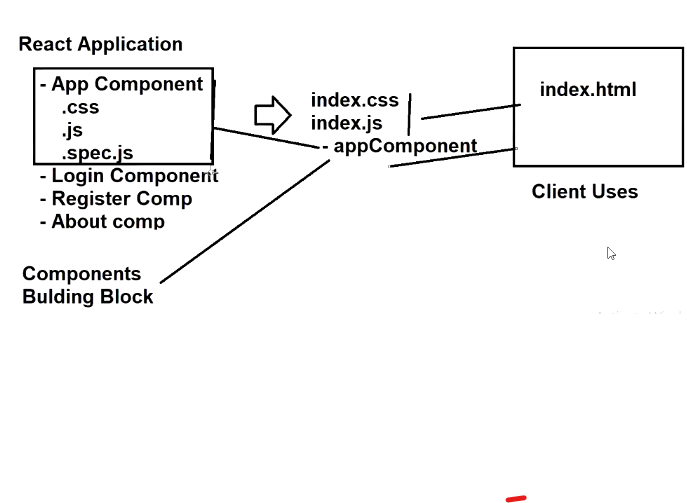 React Application
- App Component
.css
.js
.spec.js
- Login Component
- Register Comp
- About comp
Components
Bulding Block
index.css
index.js
- appComponent
index.html
Client Uses